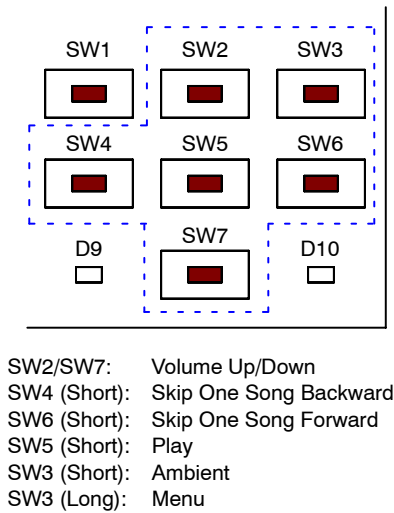 SW1 SW2 SW3
SW4 SW5 SW6
D9 SW7 D10
SW2/SW7: Volume Up/Down
SW4 (Short): Skip One Song Backward
SW6 (Short): Skip One Song Forward
SW5 (Short): Play
SW3 (Short): Ambient
SW3 (Long): Menu